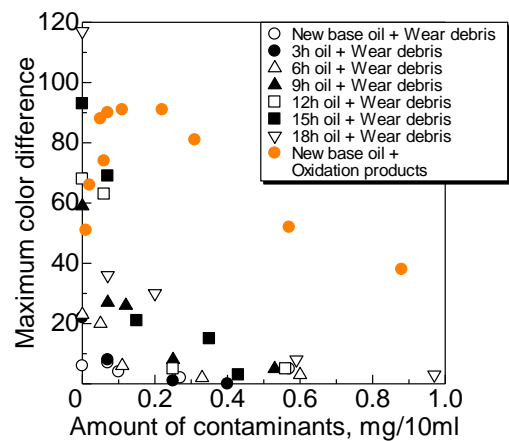 Maximum color difference
120
100
80
60
40
20
0
0
0.2
0.4
0.6
0.8
1.0
Amount of contaminants, mg/10ml
New base oil + Wear debris
3h oil + Wear debris
6h oil + Wear debris
9h oil + Wear debris
12h oil + Wear debris
15h oil + Wear debris
18h oil + Wear debris
New base oil +
Oxidation products